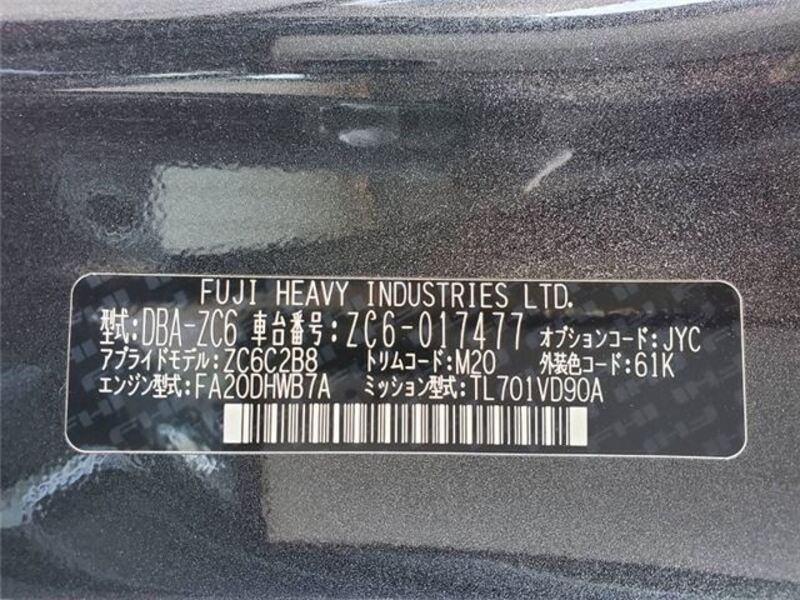 FUJI HEAVY INDUSTRIES LTD.
型式:DBA-ZC6 車台番号:ZC6-017477 オプションコード:JYC
アプライドモデル:ZC6C2B8 トリムコード:M20 外装色コード:61K
エンジン型式:FA20DHWB7A ミッション型式:TL701VD90A